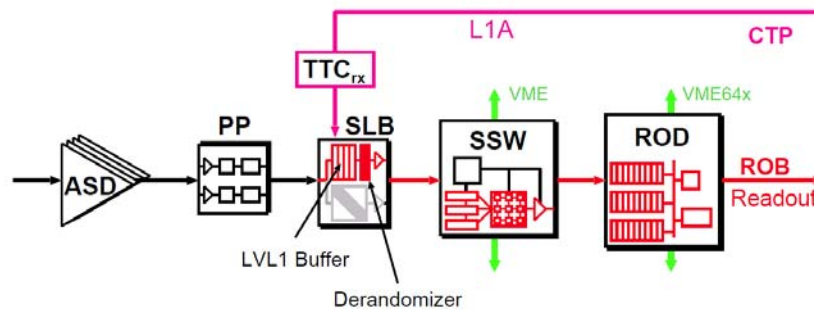 L1A
CTP
TTCrx
VME
VME64x
PP
SLB
SSW
ROD
ASD
ROB
Readout
LVL1 Buffer
Derandomizer